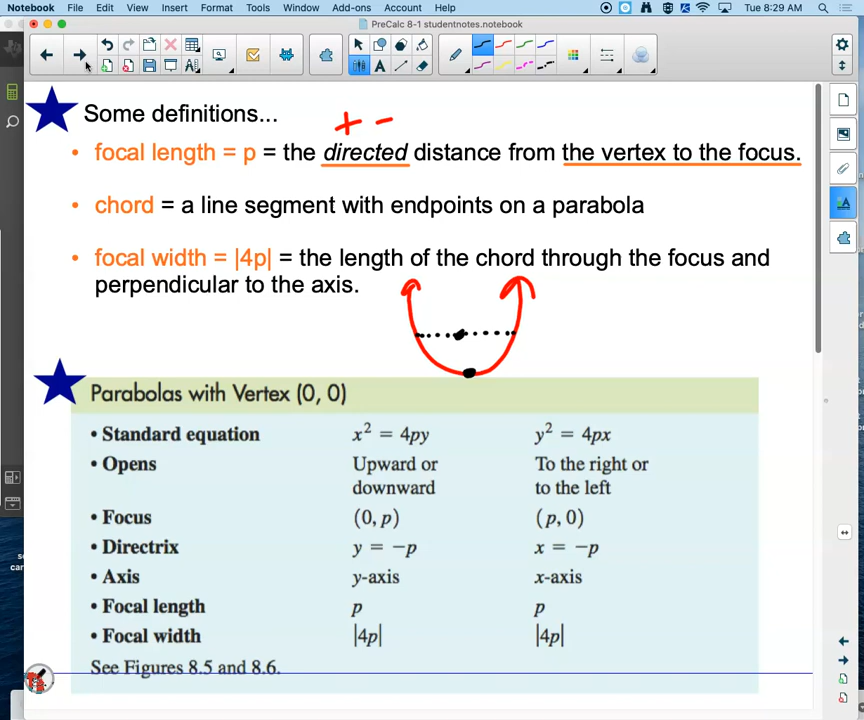 Notebook File Edit View Insert Format Tools Window Add-ons Account Help
Tue 8:29 AM
PreCalc 8-1 studentnotes.notebook
Some definitions...
+ -
• focal length = p = the directed distance from the vertex to the focus.
• chord = a line segment with endpoints on a parabola
• focal width = |4p| = the length of the chord through the focus and
perpendicular to the axis.
Parabolas with Vertex (0, 0)
• Standard equation x² = 4py y² = 4px
• Opens Upward or To the right or
downward to the left
• Focus (0, p) (p, 0)
• Directrix y = −p x = −p
• Axis y-axis x-axis
• Focal length p p
• Focal width |4p| |4p|
See Figures 8.5 and 8.6.